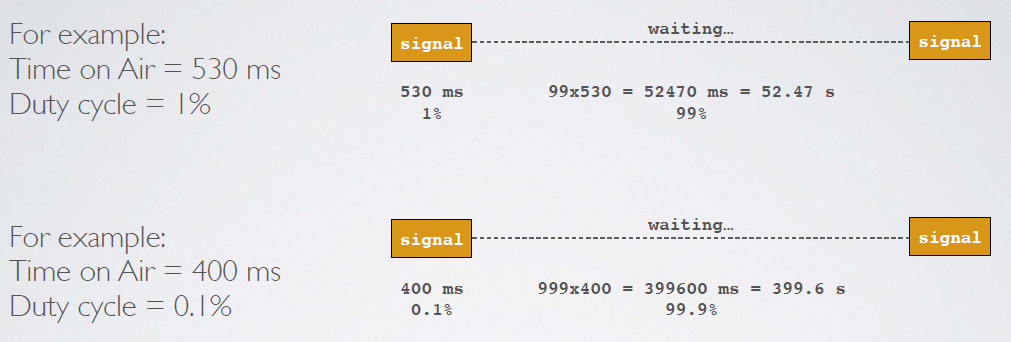 For example:
Time on Air = 530 ms
Duty cycle = 1%
signal
waiting…
signal
530 ms
1%
99x530 = 52470 ms = 52.47 s
99%
For example:
Time on Air = 400 ms
Duty cycle = 0.1%
signal
waiting…
signal
400 ms
0.1%
999x400 = 399600 ms = 399.6 s
99.9%